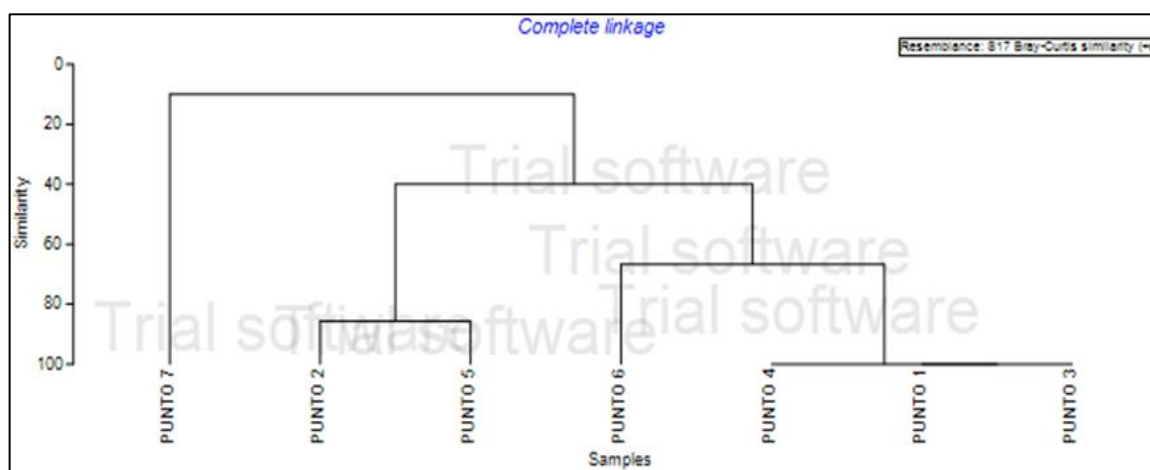 Complete linkage
Resemblance: S17 Bray-Curtis similarity (+
0
20
40
60
80
100
Similarity
Trial software
Trial software
Trial software
Trial software
Trial software
PUNTO 7
PUNTO 2
PUNTO 5
PUNTO 6
PUNTO 4
PUNTO 1
PUNTO 3
Samples